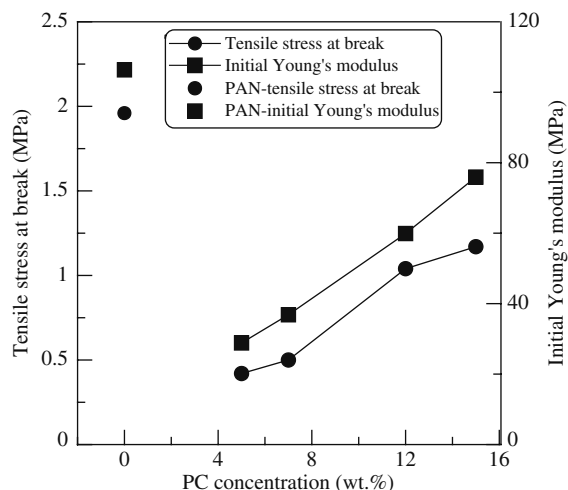 Tensile stress at break
Initial Young's modulus
PAN-tensile stress at break
PAN-initial Young's modulus
Tensile stress at break (MPa)
2.5
2
1.5
1
0.5
0
Initial Young's modulus (MPa)
120
80
40
0
0
4
8
12
16
PC concentration (wt.%)